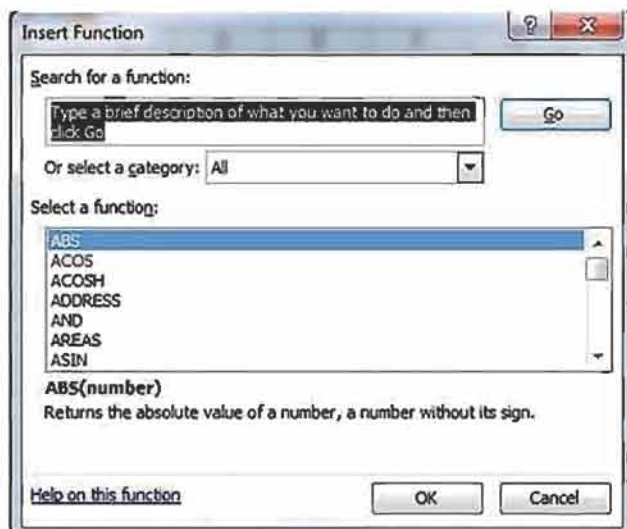 Insert Function
Search for a function:
Type a brief description of what you want to do and then
click Go
Go
Or select a category: All
Select a function:
ABS
ACOS
ACOSH
ADDRESS
AND
AREAS
ASIN
ABS(number)
Returns the absolute value of a number, a number without its sign.
Help on this function
OK
Cancel